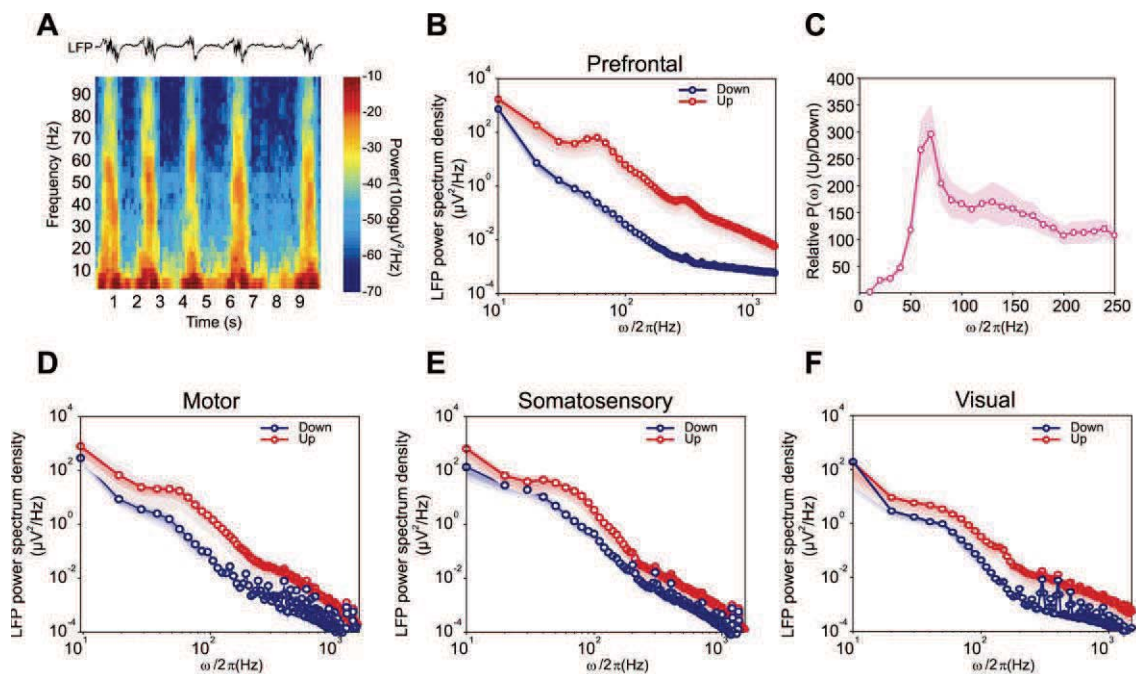 A
LFP
Frequency (Hz)
90
80
70
60
50
40
30
20
10
1 2 3 4 5 6 7 8 9
Time (s)
-10
-20
-30
-40
-50
-60
-70
Power(10logμV²/Hz)
B
Prefrontal
Down
Up
LFP power spectrum density
(μV²/Hz)
10⁴
10²
10⁰
10⁻²
10⁻⁴
10¹ 10² 10³
ω/2π(Hz)
C
Relative P(ω) (Up/Down)
400
350
300
250
200
150
100
50
0 50 100 150 200 250
ω/2π(Hz)
D
Motor
Down
Up
LFP power spectrum density
(μV²/Hz)
10⁴
10²
10⁰
10⁻²
10⁻⁴
10¹ 10² 10³
ω/2π(Hz)
E
Somatosensory
Down
Up
LFP power spectrum density
(μV²/Hz)
10⁴
10²
10⁰
10⁻²
10⁻⁴
10¹ 10² 10³
ω/2π(Hz)
F
Visual
Down
Up
LFP power spectrum density
(μV²/Hz)
10⁴
10²
10⁰
10⁻²
10⁻⁴
10¹ 10² 10³
ω/2π(Hz)